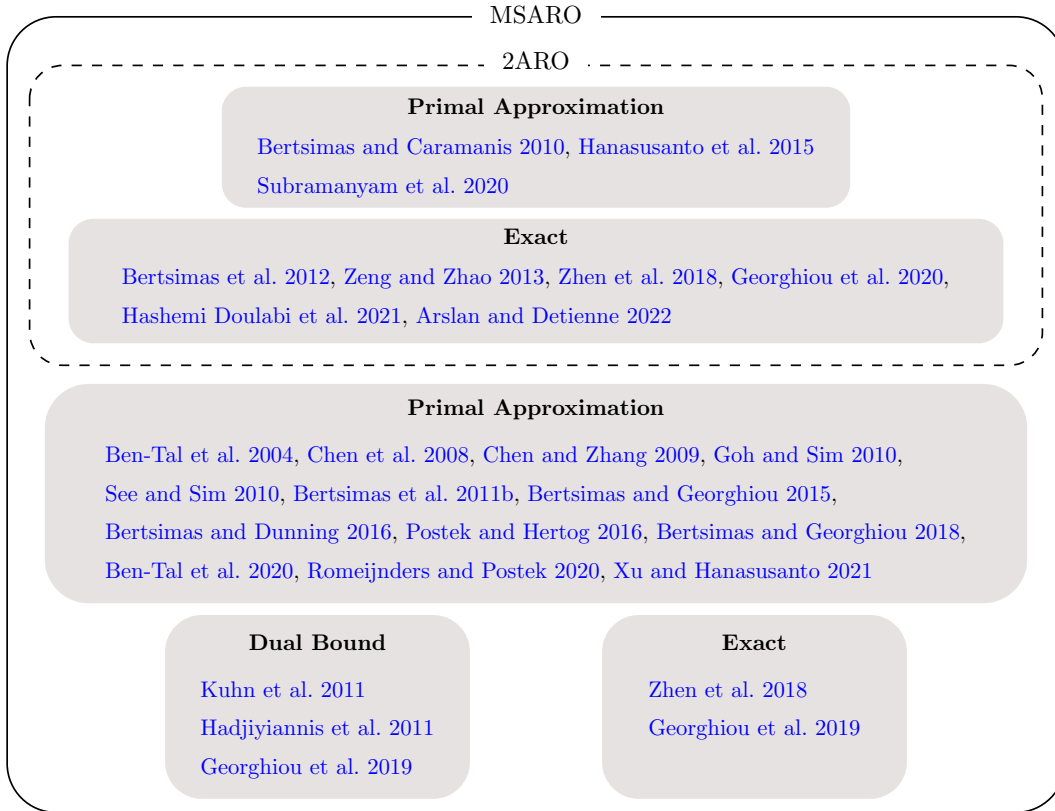 MSARO
2ARO
Primal Approximation
Bertsimas and Caramanis 2010, Hanasusanto et al. 2015
Subramanyam et al. 2020
Exact
Bertsimas et al. 2012, Zeng and Zhao 2013, Zhen et al. 2018, Georghiou et al. 2020,
Hashemi Doulabi et al. 2021, Arslan and Detienne 2022
Primal Approximation
Ben-Tal et al. 2004, Chen et al. 2008, Chen and Zhang 2009, Goh and Sim 2010,
See and Sim 2010, Bertsimas et al. 2011b, Bertsimas and Georghiou 2015,
Bertsimas and Dunning 2016, Postek and Hertog 2016, Bertsimas and Georghiou 2018,
Ben-Tal et al. 2020, Romeijnders and Postek 2020, Xu and Hanasusanto 2021
Dual Bound
Kuhn et al. 2011
Hadjiyiannis et al. 2011
Georghiou et al. 2019
Exact
Zhen et al. 2018
Georghiou et al. 2019